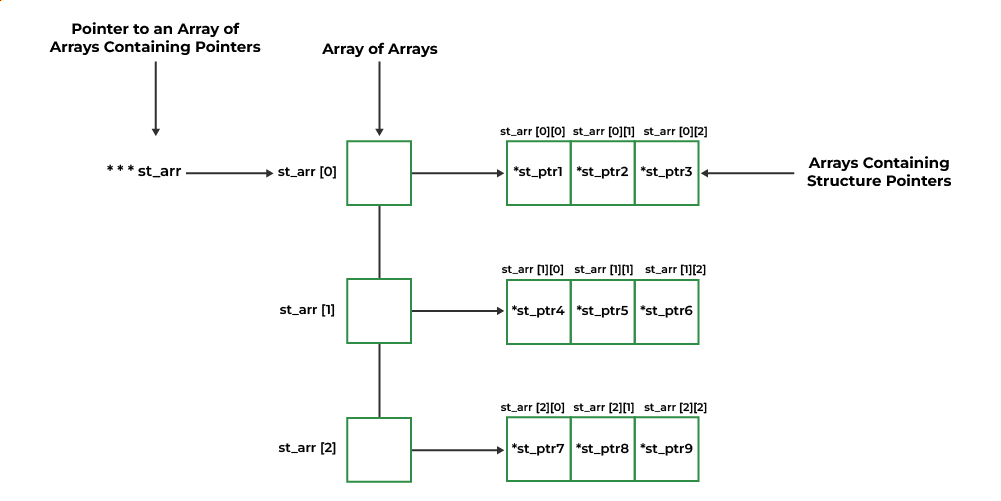 Pointer to an Array of
Arrays Containing Pointers
Array of Arrays
st_arr [0][0] st_arr [0][1] st_arr [0][2]
* * * st_arr st_arr [0] *st_ptr1 *st_ptr2 *st_ptr3
Arrays Containing
Structure Pointers
st_arr [1][0] st_arr [1][1] st_arr [1][2]
st_arr [1] *st_ptr4 *st_ptr5 *st_ptr6
st_arr [2][0] st_arr [2][1] st_arr [2][2]
st_arr [2] *st_ptr7 *st_ptr8 *st_ptr9